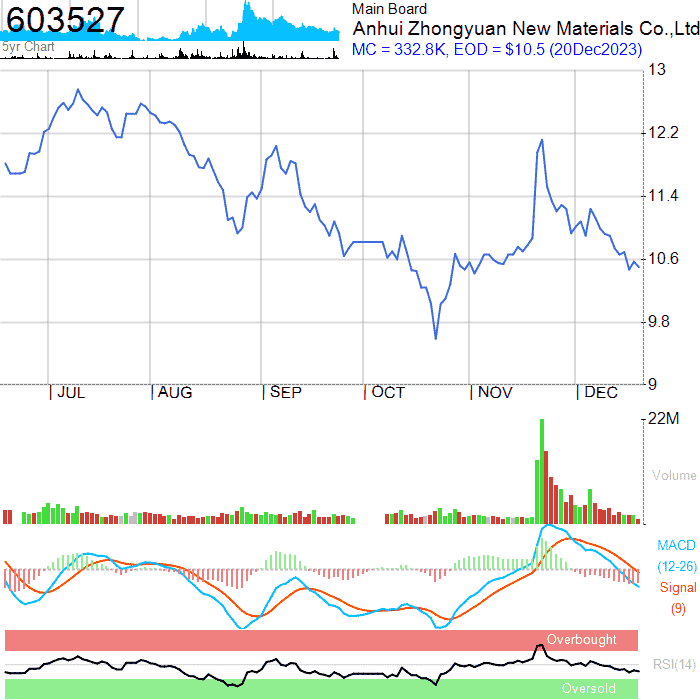 603527
5yr Chart
Main Board
Anhui Zhongyuan New Materials Co.,Ltd
MC = 332.8K, EOD = $10.5 (20Dec2023)
13
12.2
11.4
10.6
9.8
9
JUL AUG SEP OCT NOV DEC
22M
Volume
MACD
(12-26)
Signal
(9)
Overbought
RSI(14)
Oversold